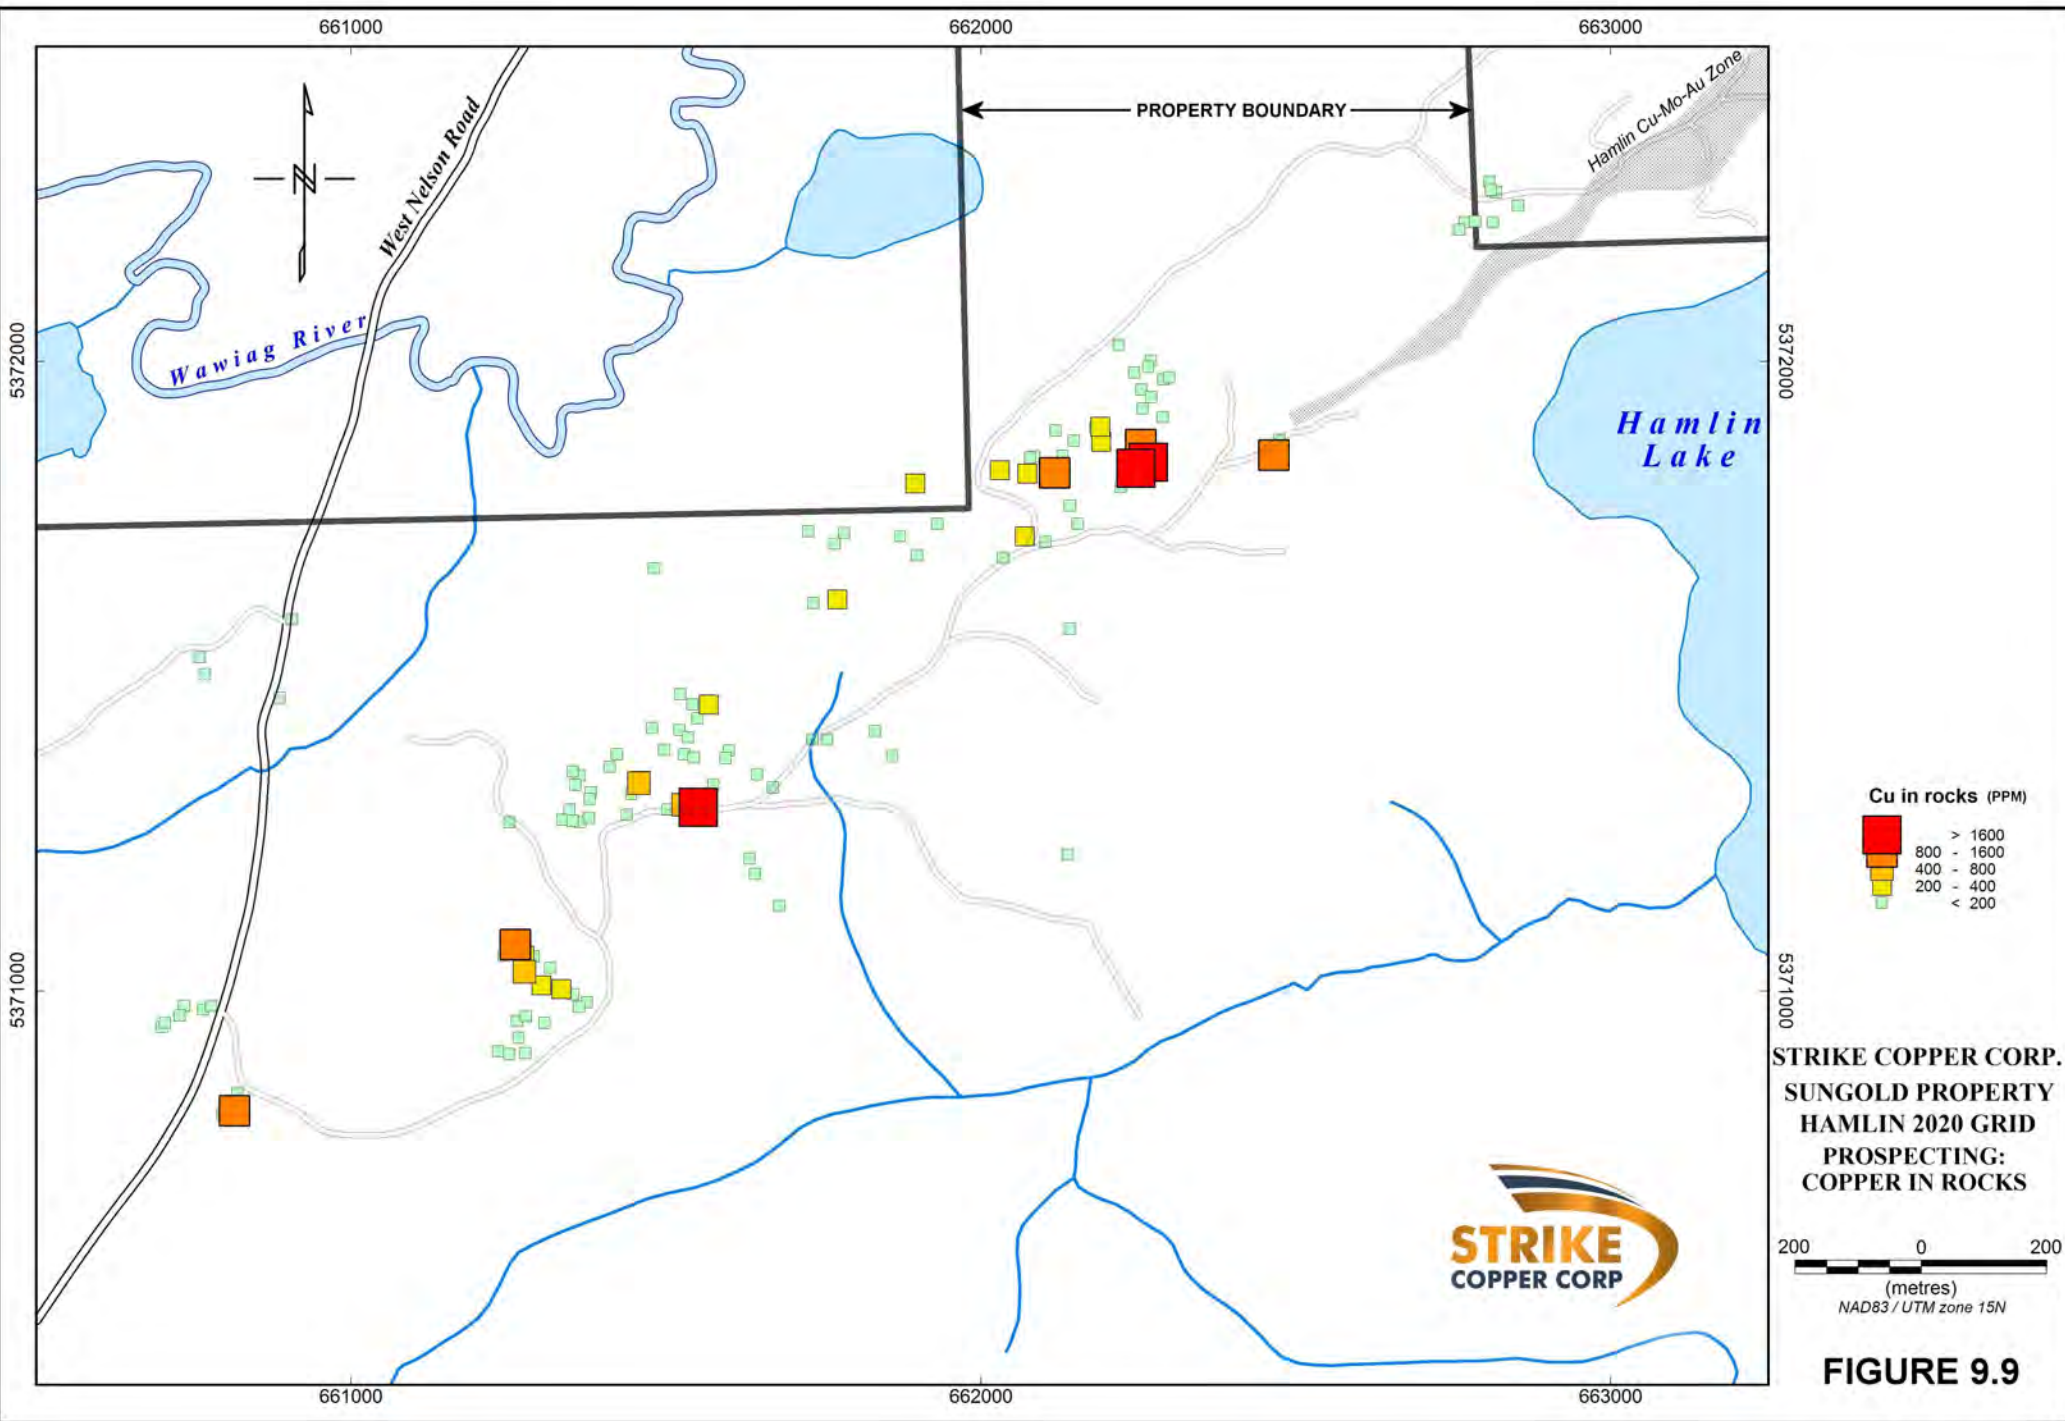 661000
662000
663000
Hamlin Cu-Mo-Au Zone
PROPERTY BOUNDARY
West Nelson Road
N
Wawiag River
5372000
5372000
Hamlin
Lake
Cu in rocks (PPM)
> 1600
800 - 1600
400 - 800
200 - 400
< 200
5371000
5371000
STRIKE COPPER CORP.
SUNGOLD PROPERTY
HAMLIN 2020 GRID
PROSPECTING:
COPPER IN ROCKS
STRIKE
COPPER CORP
200 0 200
(metres)
NAD83 / UTM zone 15N
FIGURE 9.9
661000
662000
663000